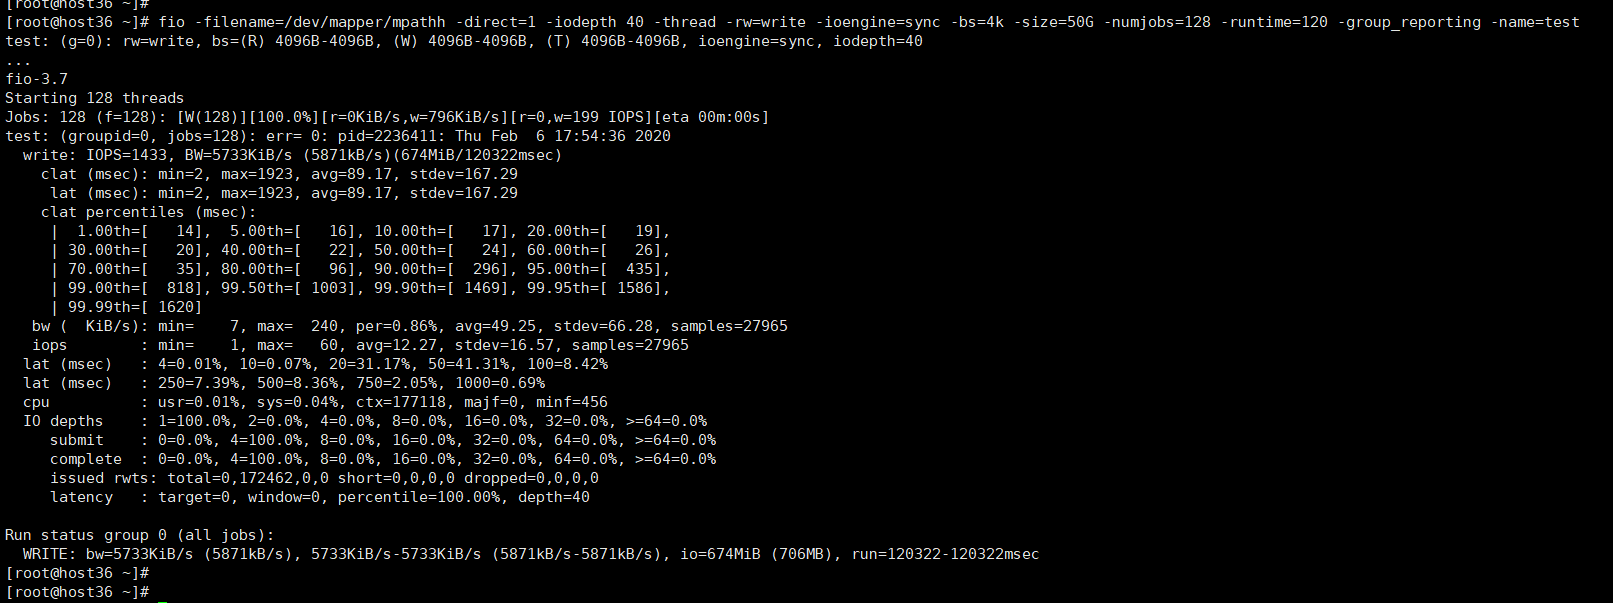 [root@host36 ~]#
[root@host36 ~]# fio -filename=/dev/mapper/mpathh -direct=1 -iodepth 40 -thread -rw=write -ioengine=sync -bs=4k -size=50G -numjobs=128 -runtime=120 -group_reporting -name=test
test: (g=0): rw=write, bs=(R) 4096B-4096B, (W) 4096B-4096B, (T) 4096B-4096B, ioengine=sync, iodepth=40
...
fio-3.7
Starting 128 threads
Jobs: 128 (f=128): [W(128)][100.0%][r=0KiB/s,w=796KiB/s][r=0,w=199 IOPS][eta 00m:00s]
test: (groupid=0, jobs=128): err= 0: pid=2236411: Thu Feb  6 17:54:36 2020
  write: IOPS=1433, BW=5733KiB/s (5871kB/s)(674MiB/120322msec)
    clat (msec): min=2, max=1923, avg=89.17, stdev=167.29
     lat (msec): min=2, max=1923, avg=89.17, stdev=167.29
    clat percentiles (msec):
     |  1.00th=[   14],  5.00th=[   16], 10.00th=[   17], 20.00th=[   19],
     | 30.00th=[   20], 40.00th=[   22], 50.00th=[   24], 60.00th=[   26],
     | 70.00th=[   35], 80.00th=[   96], 90.00th=[  296], 95.00th=[  435],
     | 99.00th=[  818], 99.50th=[ 1003], 99.90th=[ 1469], 99.95th=[ 1586],
     | 99.99th=[ 1620]
   bw (  KiB/s): min=    7, max=  240, per=0.86%, avg=49.25, stdev=66.28, samples=27965
   iops        : min=    1, max=   60, avg=12.27, stdev=16.57, samples=27965
  lat (msec)   : 4=0.01%, 10=0.07%, 20=31.17%, 50=41.31%, 100=8.42%
  lat (msec)   : 250=7.39%, 500=8.36%, 750=2.05%, 1000=0.69%
  cpu          : usr=0.01%, sys=0.04%, ctx=177118, majf=0, minf=456
  IO depths    : 1=100.0%, 2=0.0%, 4=0.0%, 8=0.0%, 16=0.0%, 32=0.0%, >=64=0.0%
     submit    : 0=0.0%, 4=100.0%, 8=0.0%, 16=0.0%, 32=0.0%, 64=0.0%, >=64=0.0%
     complete  : 0=0.0%, 4=100.0%, 8=0.0%, 16=0.0%, 32=0.0%, 64=0.0%, >=64=0.0%
     issued rwts: total=0,172462,0,0 short=0,0,0,0 dropped=0,0,0,0
     latency   : target=0, window=0, percentile=100.00%, depth=40

Run status group 0 (all jobs):
  WRITE: bw=5733KiB/s (5871kB/s), 5733KiB/s-5733KiB/s (5871kB/s-5871kB/s), io=674MiB (706MB), run=120322-120322msec
[root@host36 ~]#
[root@host36 ~]#